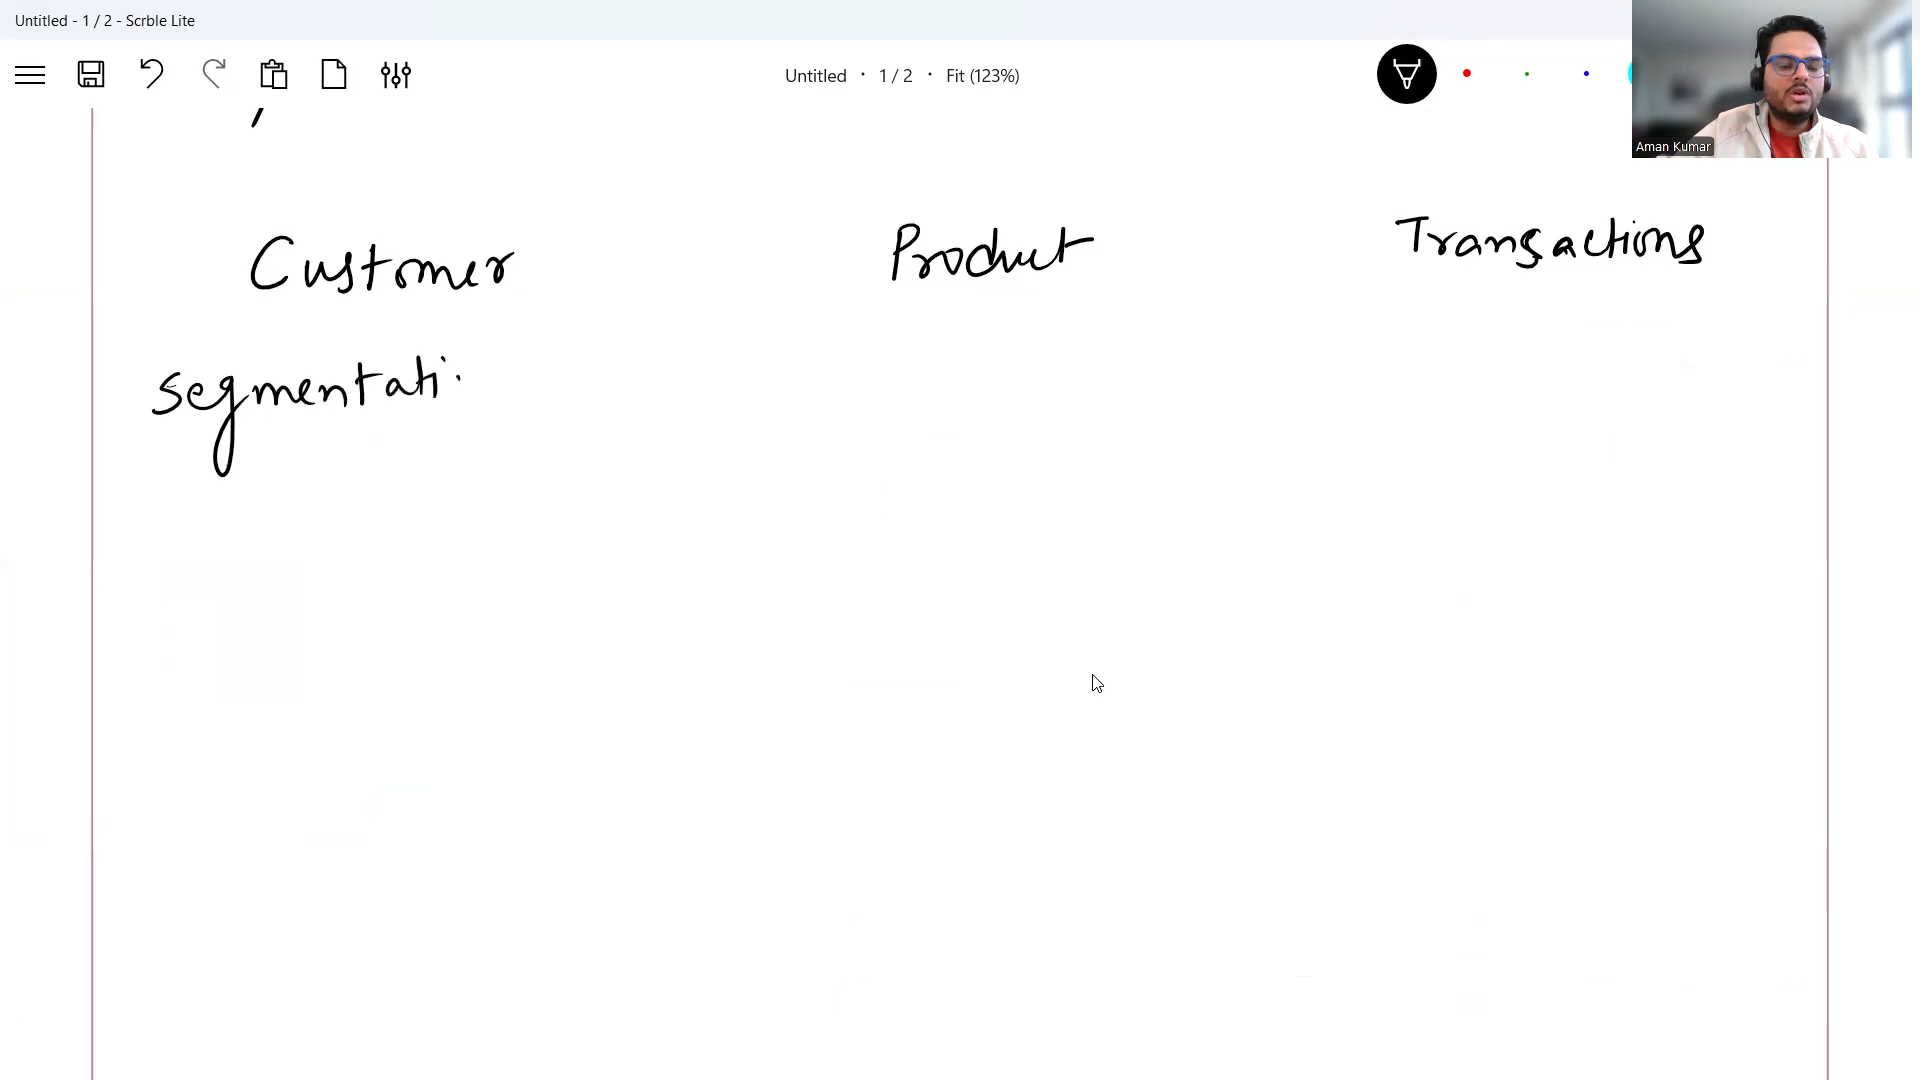 Untitled - 1 / 2 - Scrble Lite
Untitled • 1 / 2 • Fit (123%)
Aman Kumar
Customer Product Transactions
segmentati